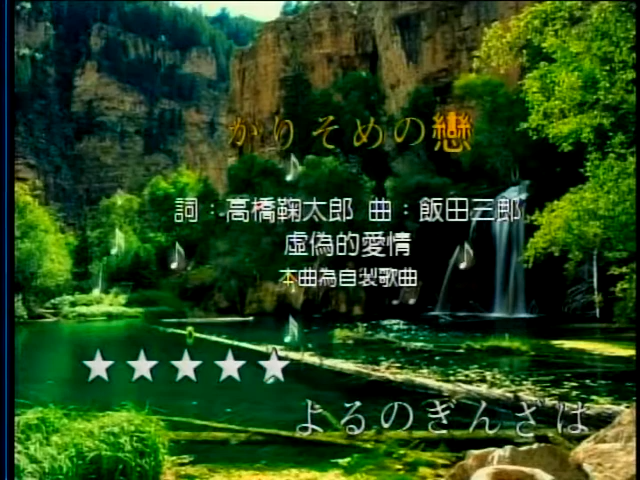 かりそめの戀
詞：高橋鞠太郎 曲：飯田三郎
虛偽的愛情
本曲為自製歌曲
★★★★★
よるのぎんざは